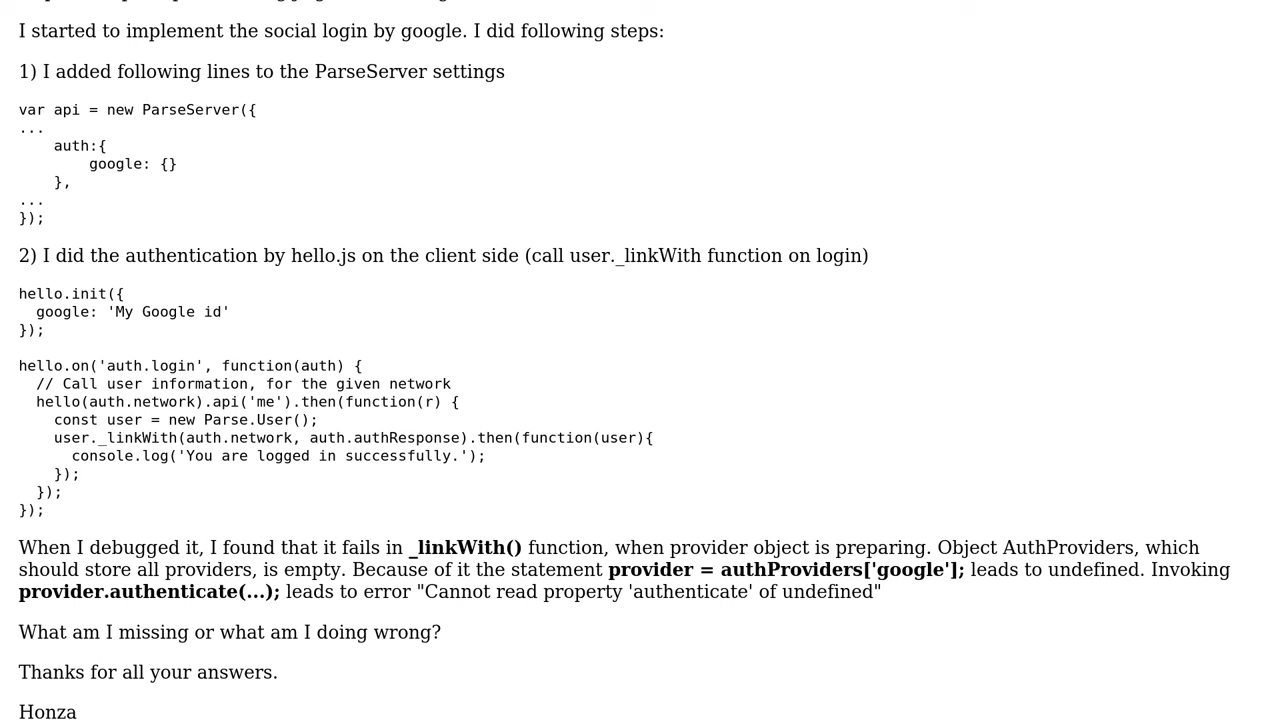 I started to implement the social login by google. I did following steps:
1) I added following lines to the ParseServer settings
var api = new ParseServer({
...
    auth:{
        google: {}
    },
...
});
2) I did the authentication by hello.js on the client side (call user._linkWith function on login)
hello.init({
  google: 'My Google id'
});
hello.on('auth.login', function(auth) {
  // Call user information, for the given network
  hello(auth.network).api('me').then(function(r) {
    const user = new Parse.User();
    user._linkWith(auth.network, auth.authResponse).then(function(user){
      console.log('You are logged in successfully.');
    });
  });
});
When I debugged it, I found that it fails in _linkWith() function, when provider object is preparing. Object AuthProviders, which
should store all providers, is empty. Because of it the statement provider = authProviders['google']; leads to undefined. Invoking
provider.authenticate(...); leads to error "Cannot read property 'authenticate' of undefined"
What am I missing or what am I doing wrong?
Thanks for all your answers.
Honza